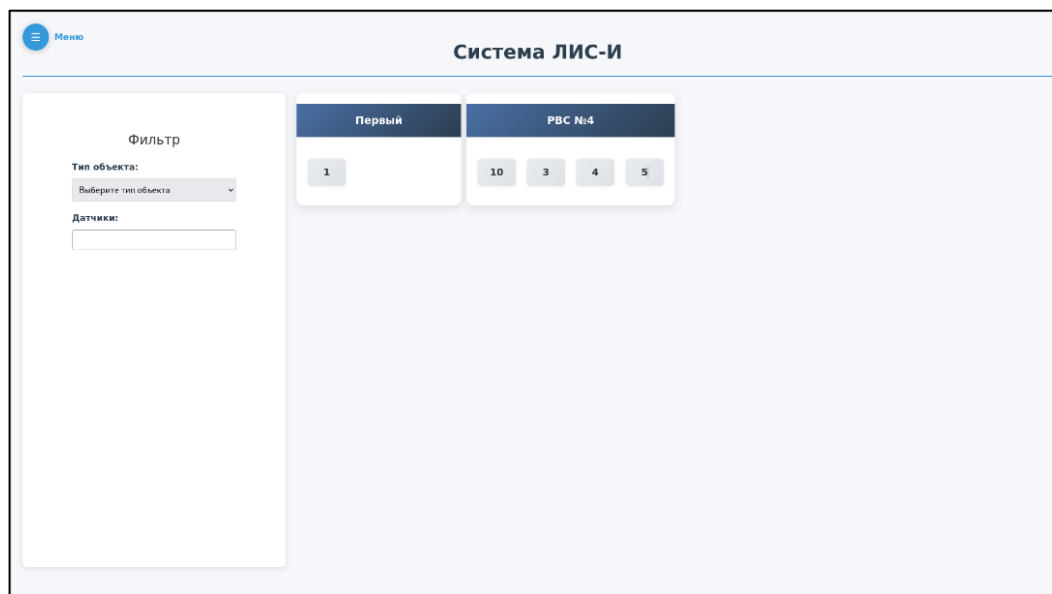 ☰ Меню
Система ЛИС-И
Фильтр
Тип объекта:
Выберите тип объекта
Датчики:
Первый
1
РВС №4
10 3 4 5